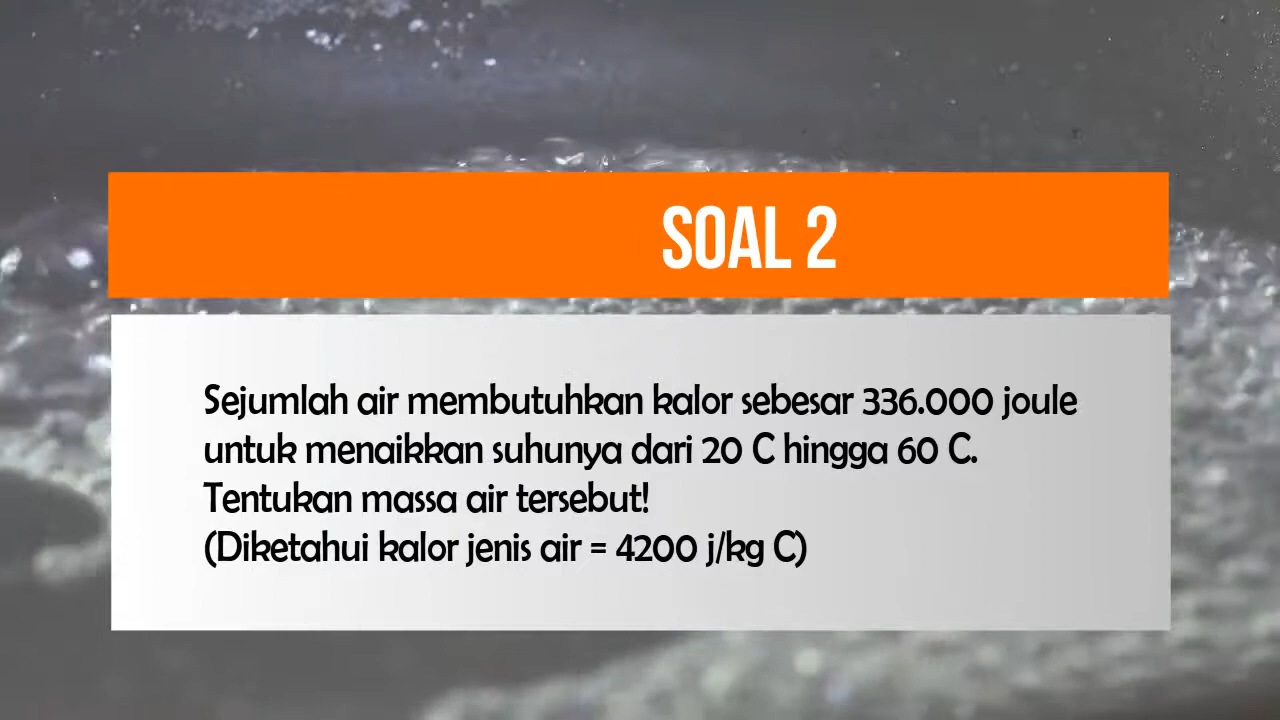 SOAL 2
Sejumlah air membutuhkan kalor sebesar 336.000 joule
untuk menaikkan suhunya dari 20 C hingga 60 C.
Tentukan massa air tersebut!
(Diketahui kalor jenis air = 4200 j/kg C)